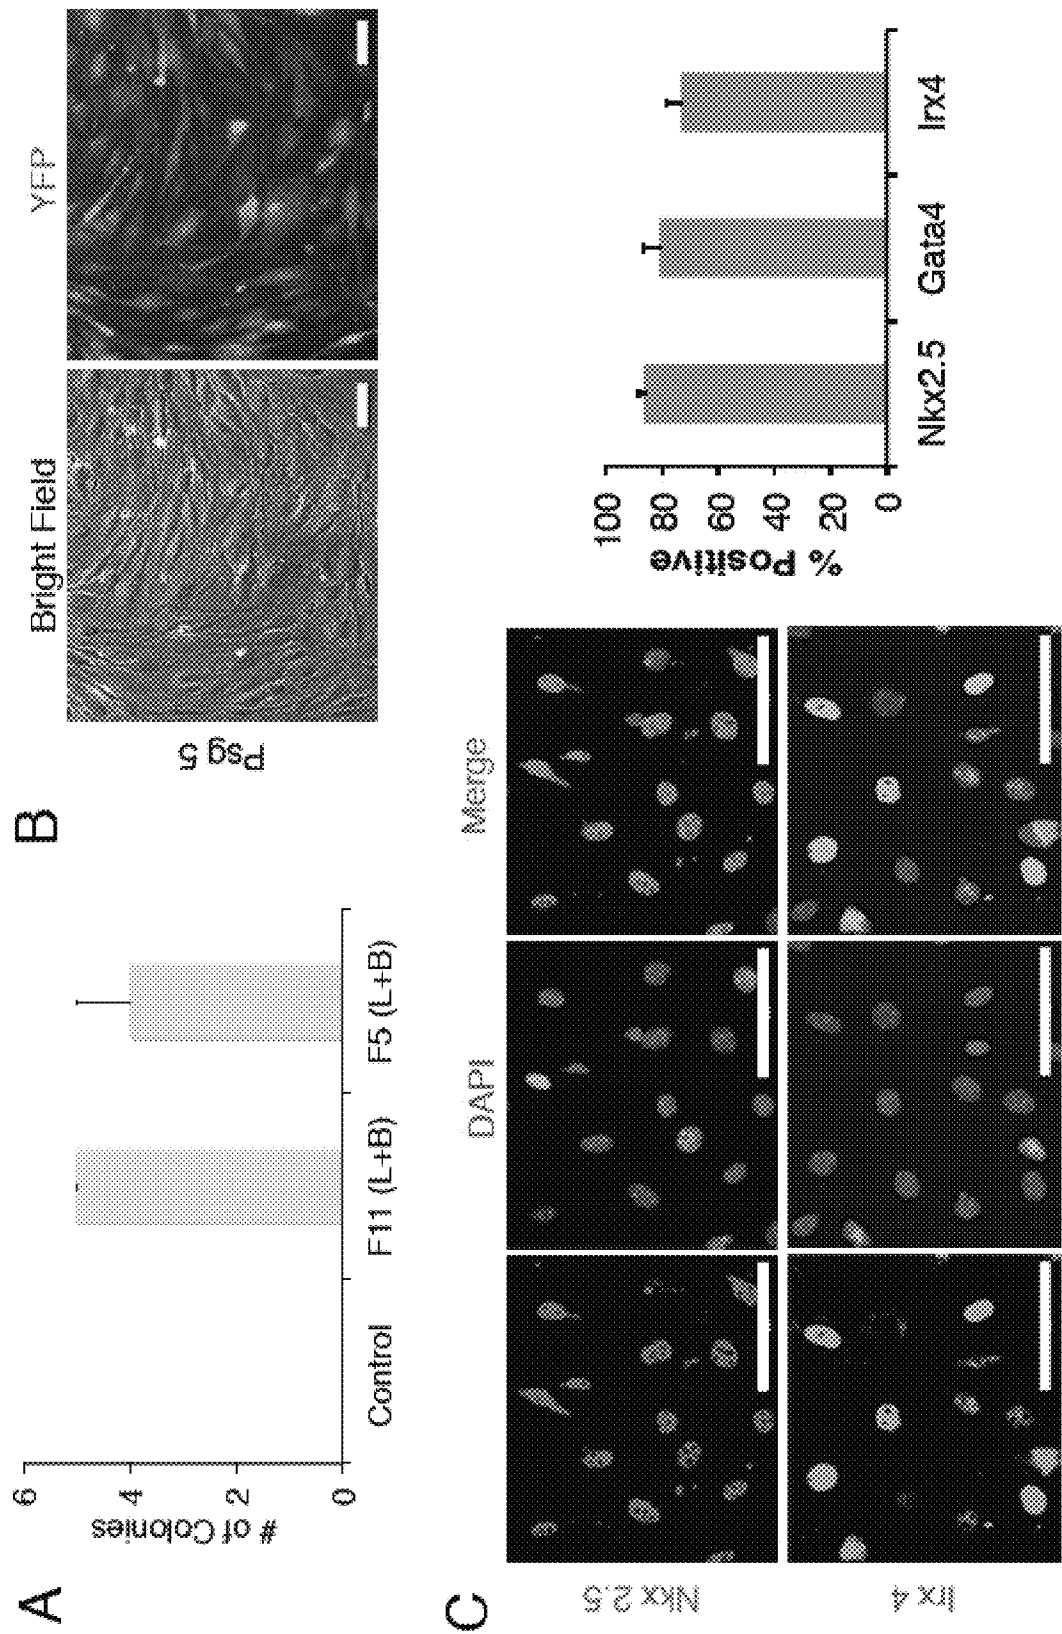 A
# of Colonies
6
4
2
0
Control
F11 (L+B)
F5 (L+B)
B
Bright Field
YFP
Psg 5
C
DAPI
Merge
Nkx 2.5
Irx 4
% Positive
100
80
60
40
20
0
Nkx2.5
Gata4
Irx4